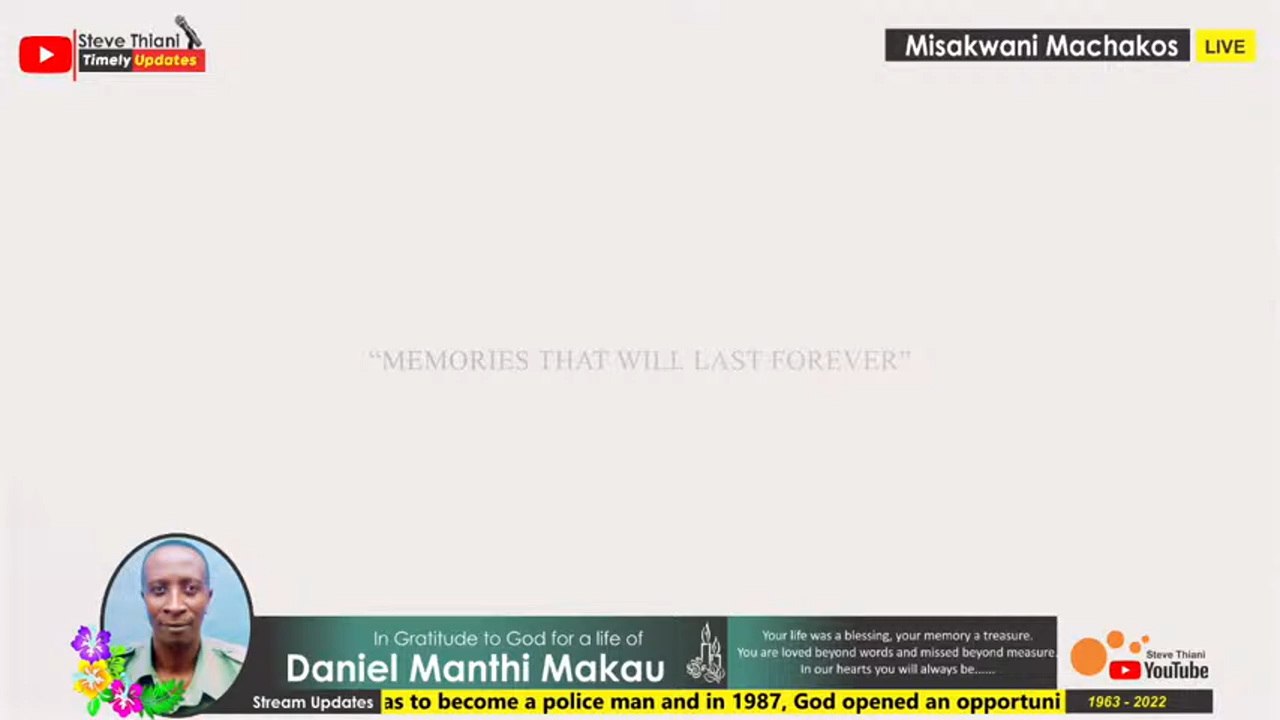 Steve Thiani
Timely Updates
Misakwani Machakos
LIVE
“MEMORIES THAT WILL LAST FOREVER”
In Gratitude to God for a life of
Daniel Manthi Makau
Your life was a blessing, your memory a treasure.
You are loved beyond words and missed beyond measure.
In our hearts you will always be......
Steve Thiani
YouTube
Stream Updates
as to become a police man and in 1987, God opened an opportuni
1963 - 2022